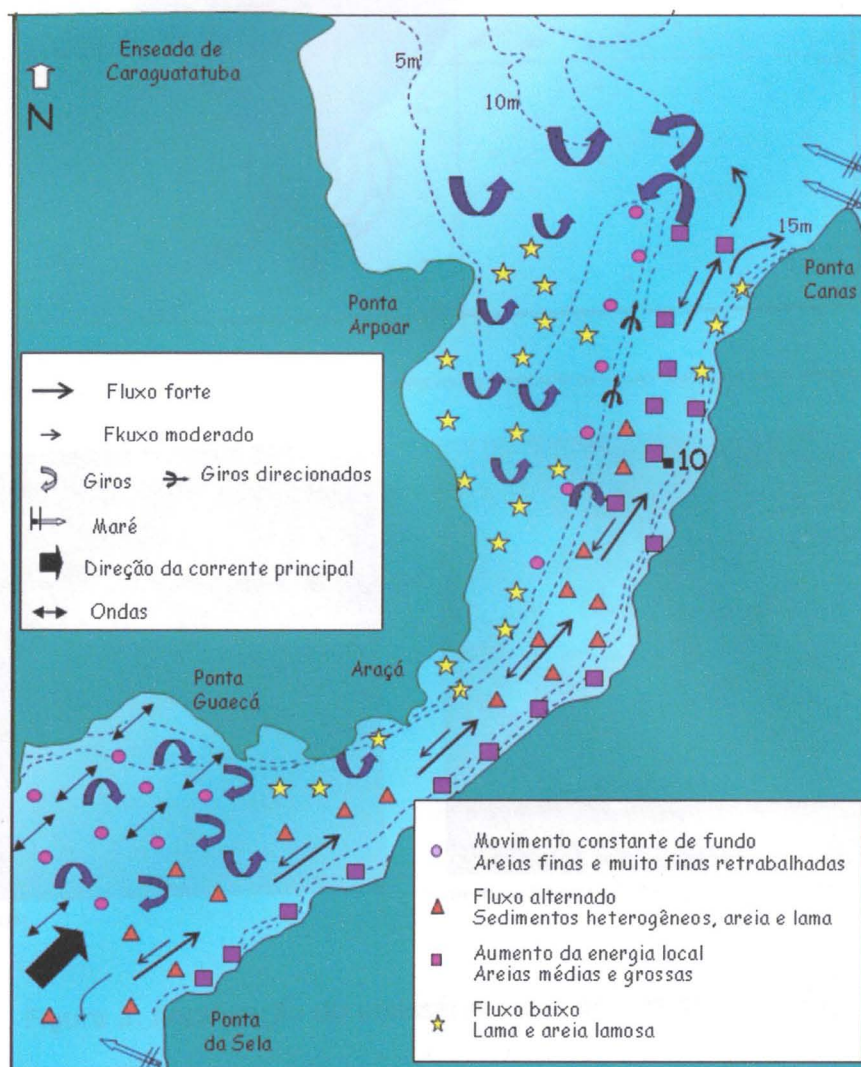 Enseada de
Caraguatatuba
N
5m
10m
15m
Ponta
Canas
Ponta
Arpoar
Fluxo forte
Fkuxo moderado
Giros
Giros direcionados
Maré
Direção da corrente principal
Ondas
10
Ponta
Guaecá
Araçá
Ponta
da Sela
Movimento constante de fundo
Areias finas e muito finas retrabalhadas
Fluxo alternado
Sedimentos heterogêneos, areia e lama
Aumento da energia local
Areias médias e grossas
Fluxo baixo
Lama e areia lamosa